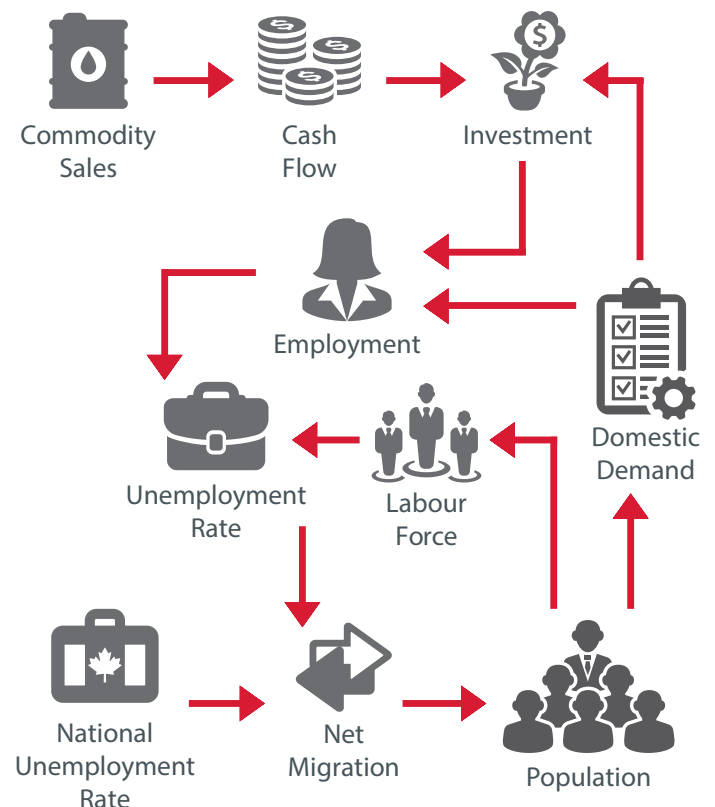 Commodity
Sales
Cash
Flow
Investment
$
Employment
Domestic
Demand
Unemployment
Rate
Labour
Force
National
Unemployment
Rate
Net
Migration
Population